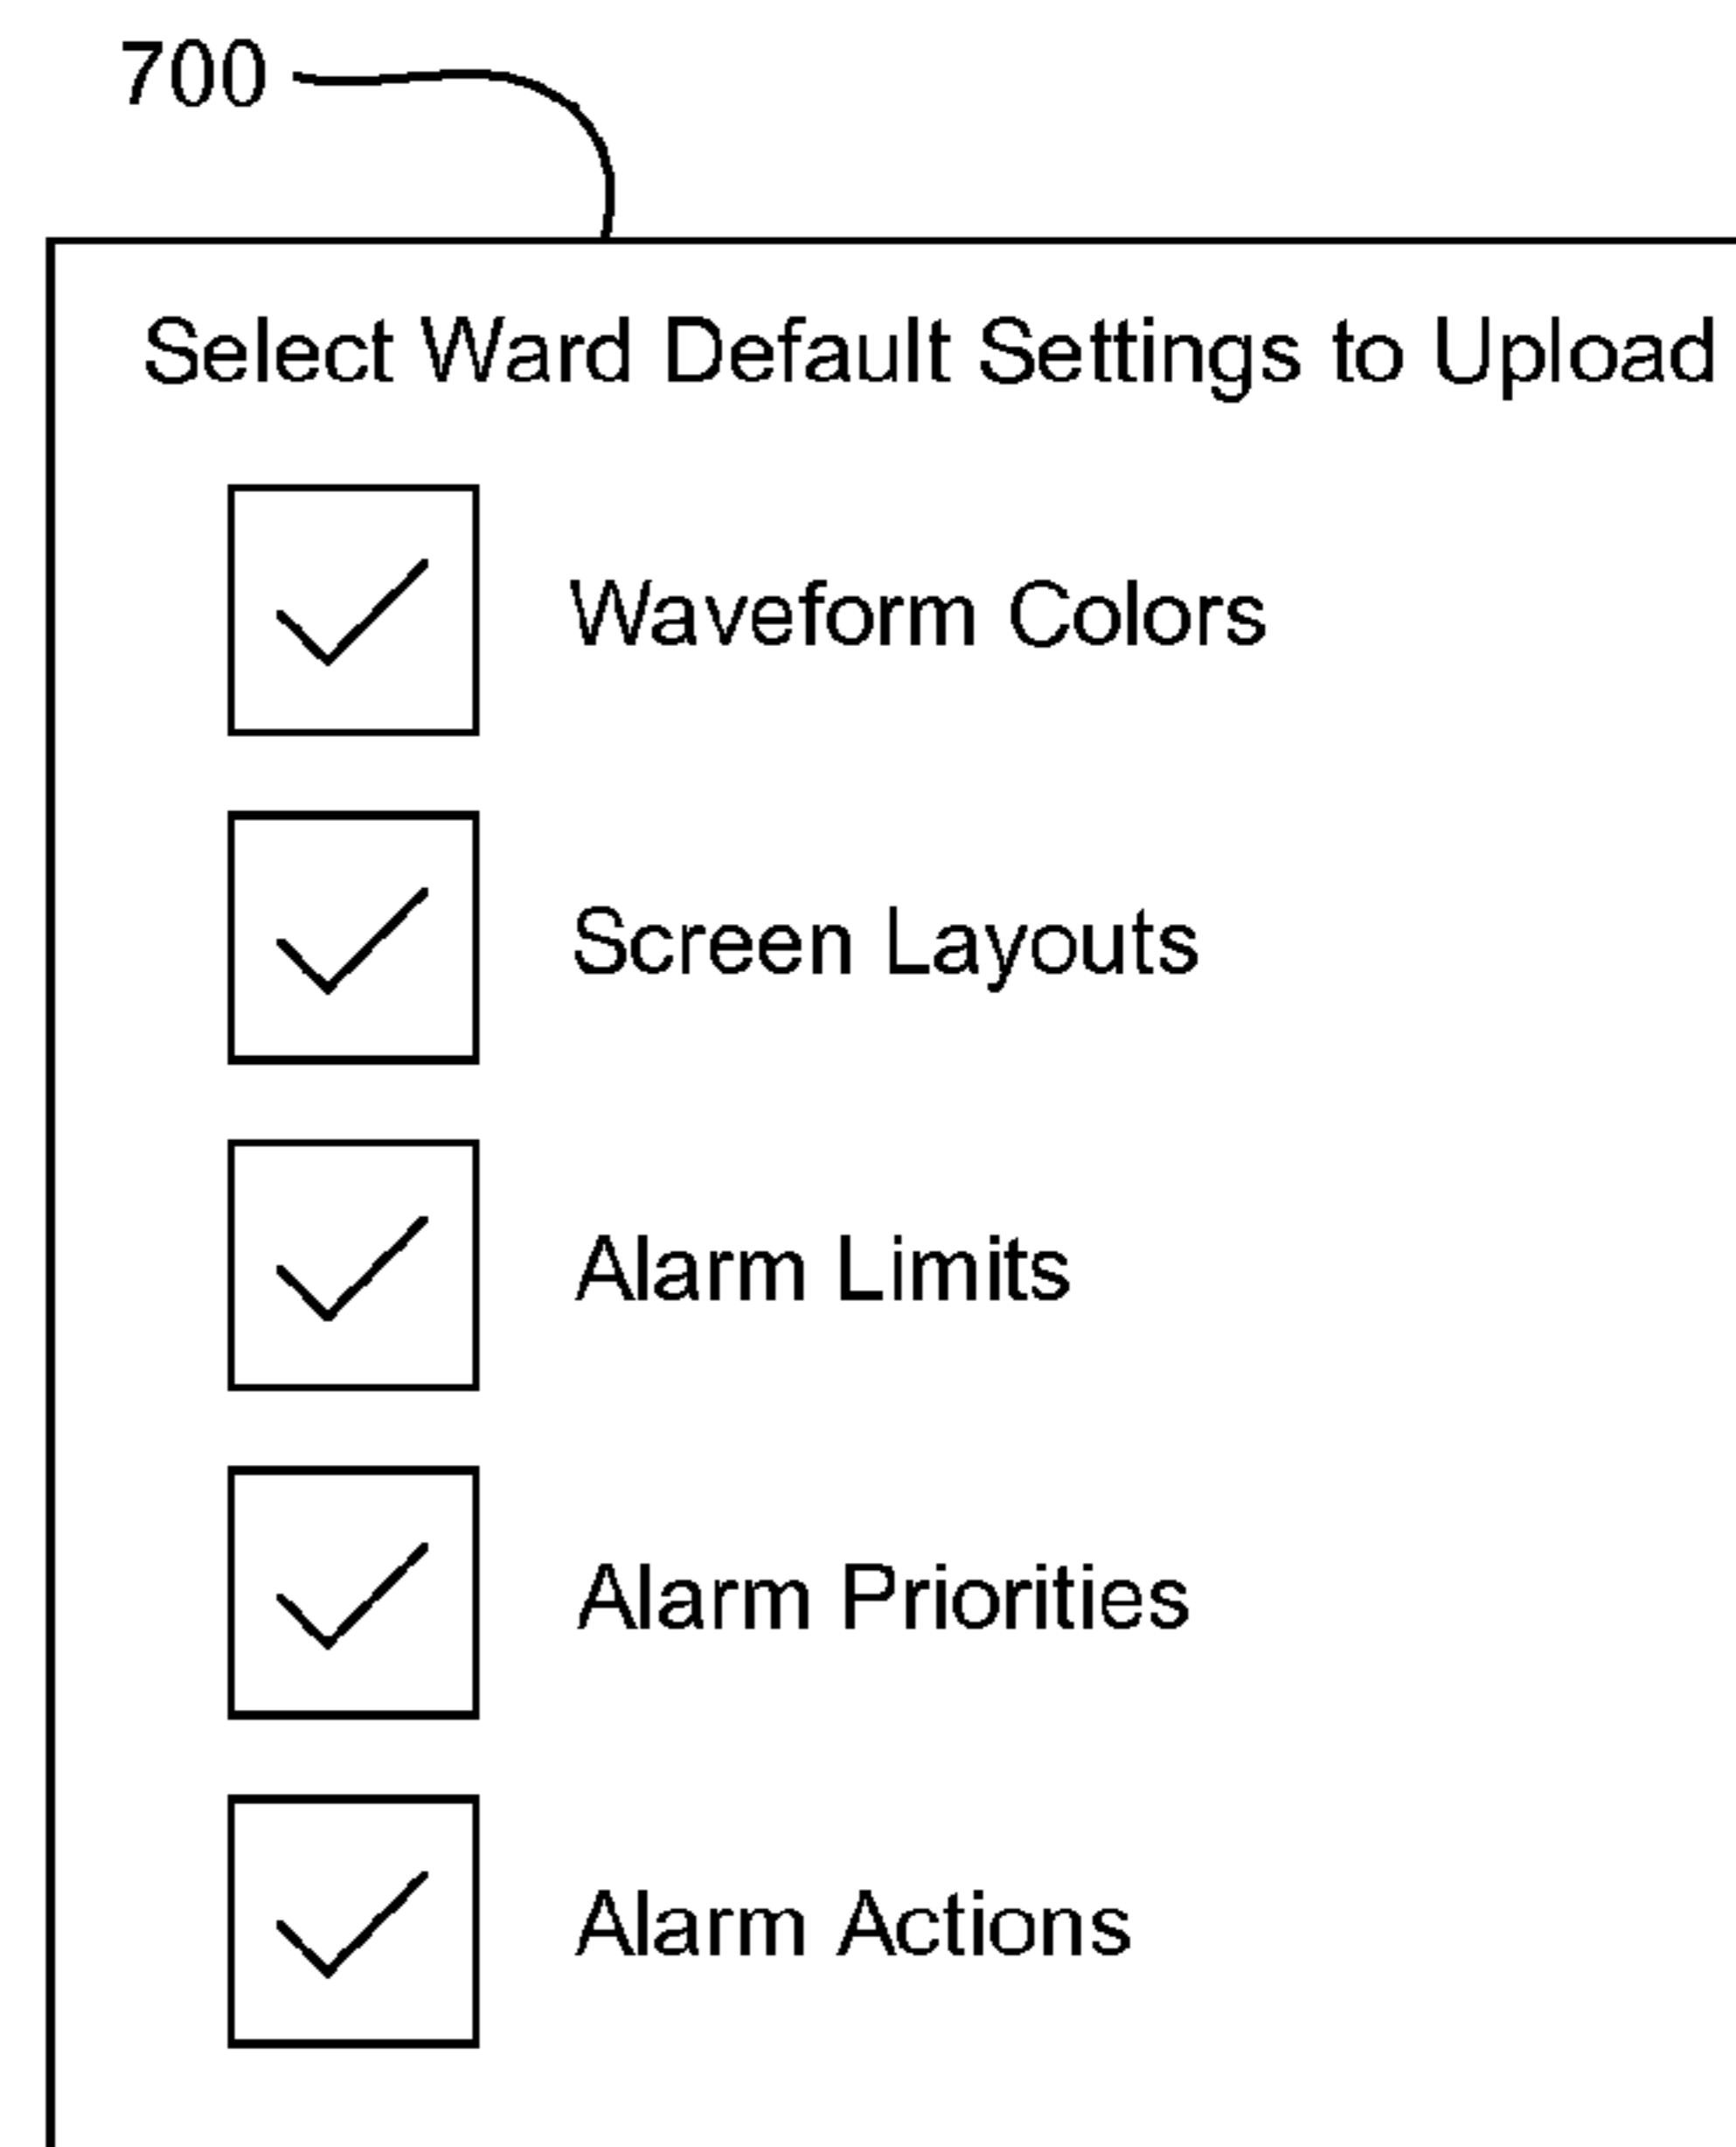 700
Select Ward Default Settings to Upload
Waveform Colors
Screen Layouts
Alarm Limits
Alarm Priorities
Alarm Actions